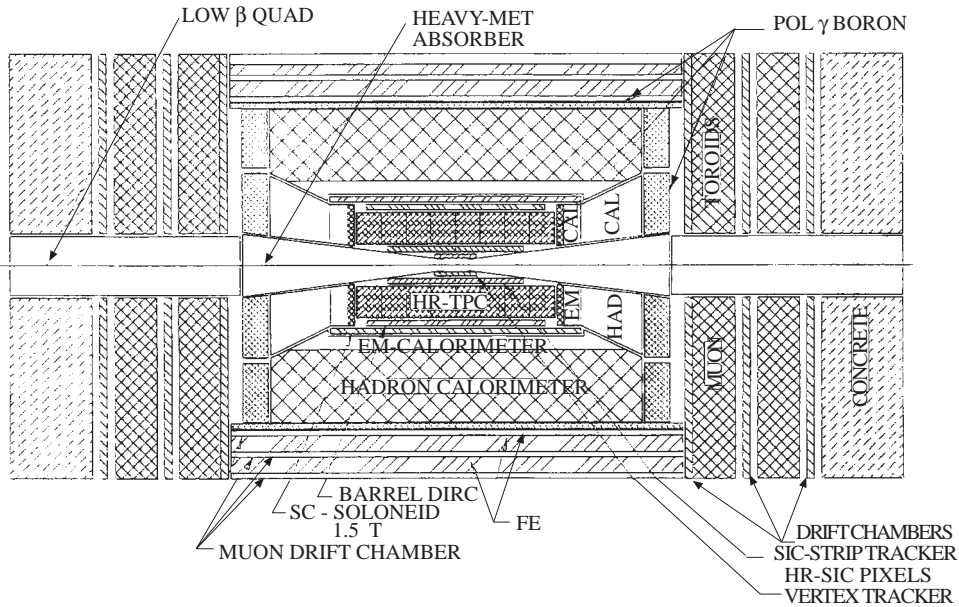 LOW β QUAD
HEAVY-MET
ABSORBER
POL γ BORON
TOROIDS
CAL
CAL
HR-TPC
EM
HAD
EM-CALORIMETER
HADRON CALORIMETER
MUON
CONCRETE
BARREL DIRC
SC - SOLONEID
1.5 T
MUON DRIFT CHAMBER
FE
DRIFT CHAMBERS
SIC-STRIP TRACKER
HR-SIC PIXELS
VERTEX TRACKER